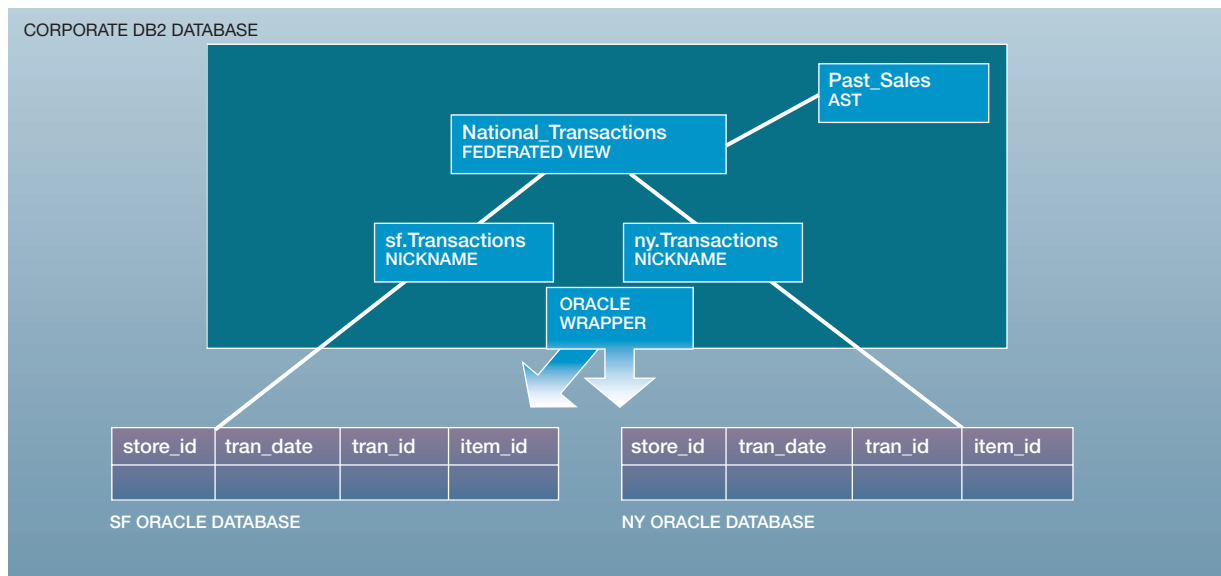 CORPORATE DB2 DATABASE
Past_Sales
AST
National_Transactions
FEDERATED VIEW
sf.Transactions
NICKNAME
ny.Transactions
NICKNAME
ORACLE
WRAPPER
store_id tran_date tran_id item_id
SF ORACLE DATABASE
store_id tran_date tran_id item_id
NY ORACLE DATABASE